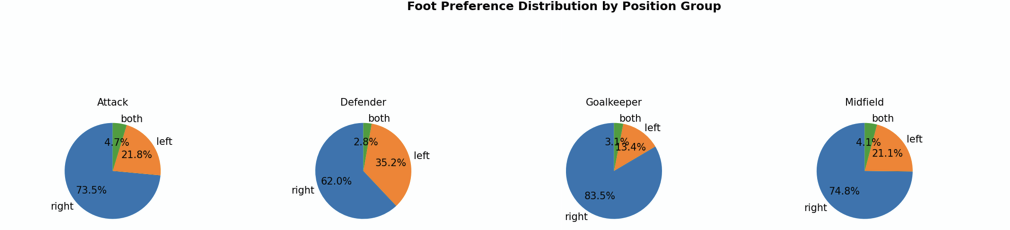 Foot Preference Distribution by Position Group
Attack
both
left
4.7%
21.8%
73.5%
right
Defender
both
left
2.8%
35.2%
62.0%
right
Goalkeeper
both
left
3.1%
13.4%
83.5%
right
Midfield
both
left
4.1%
21.1%
74.8%
right